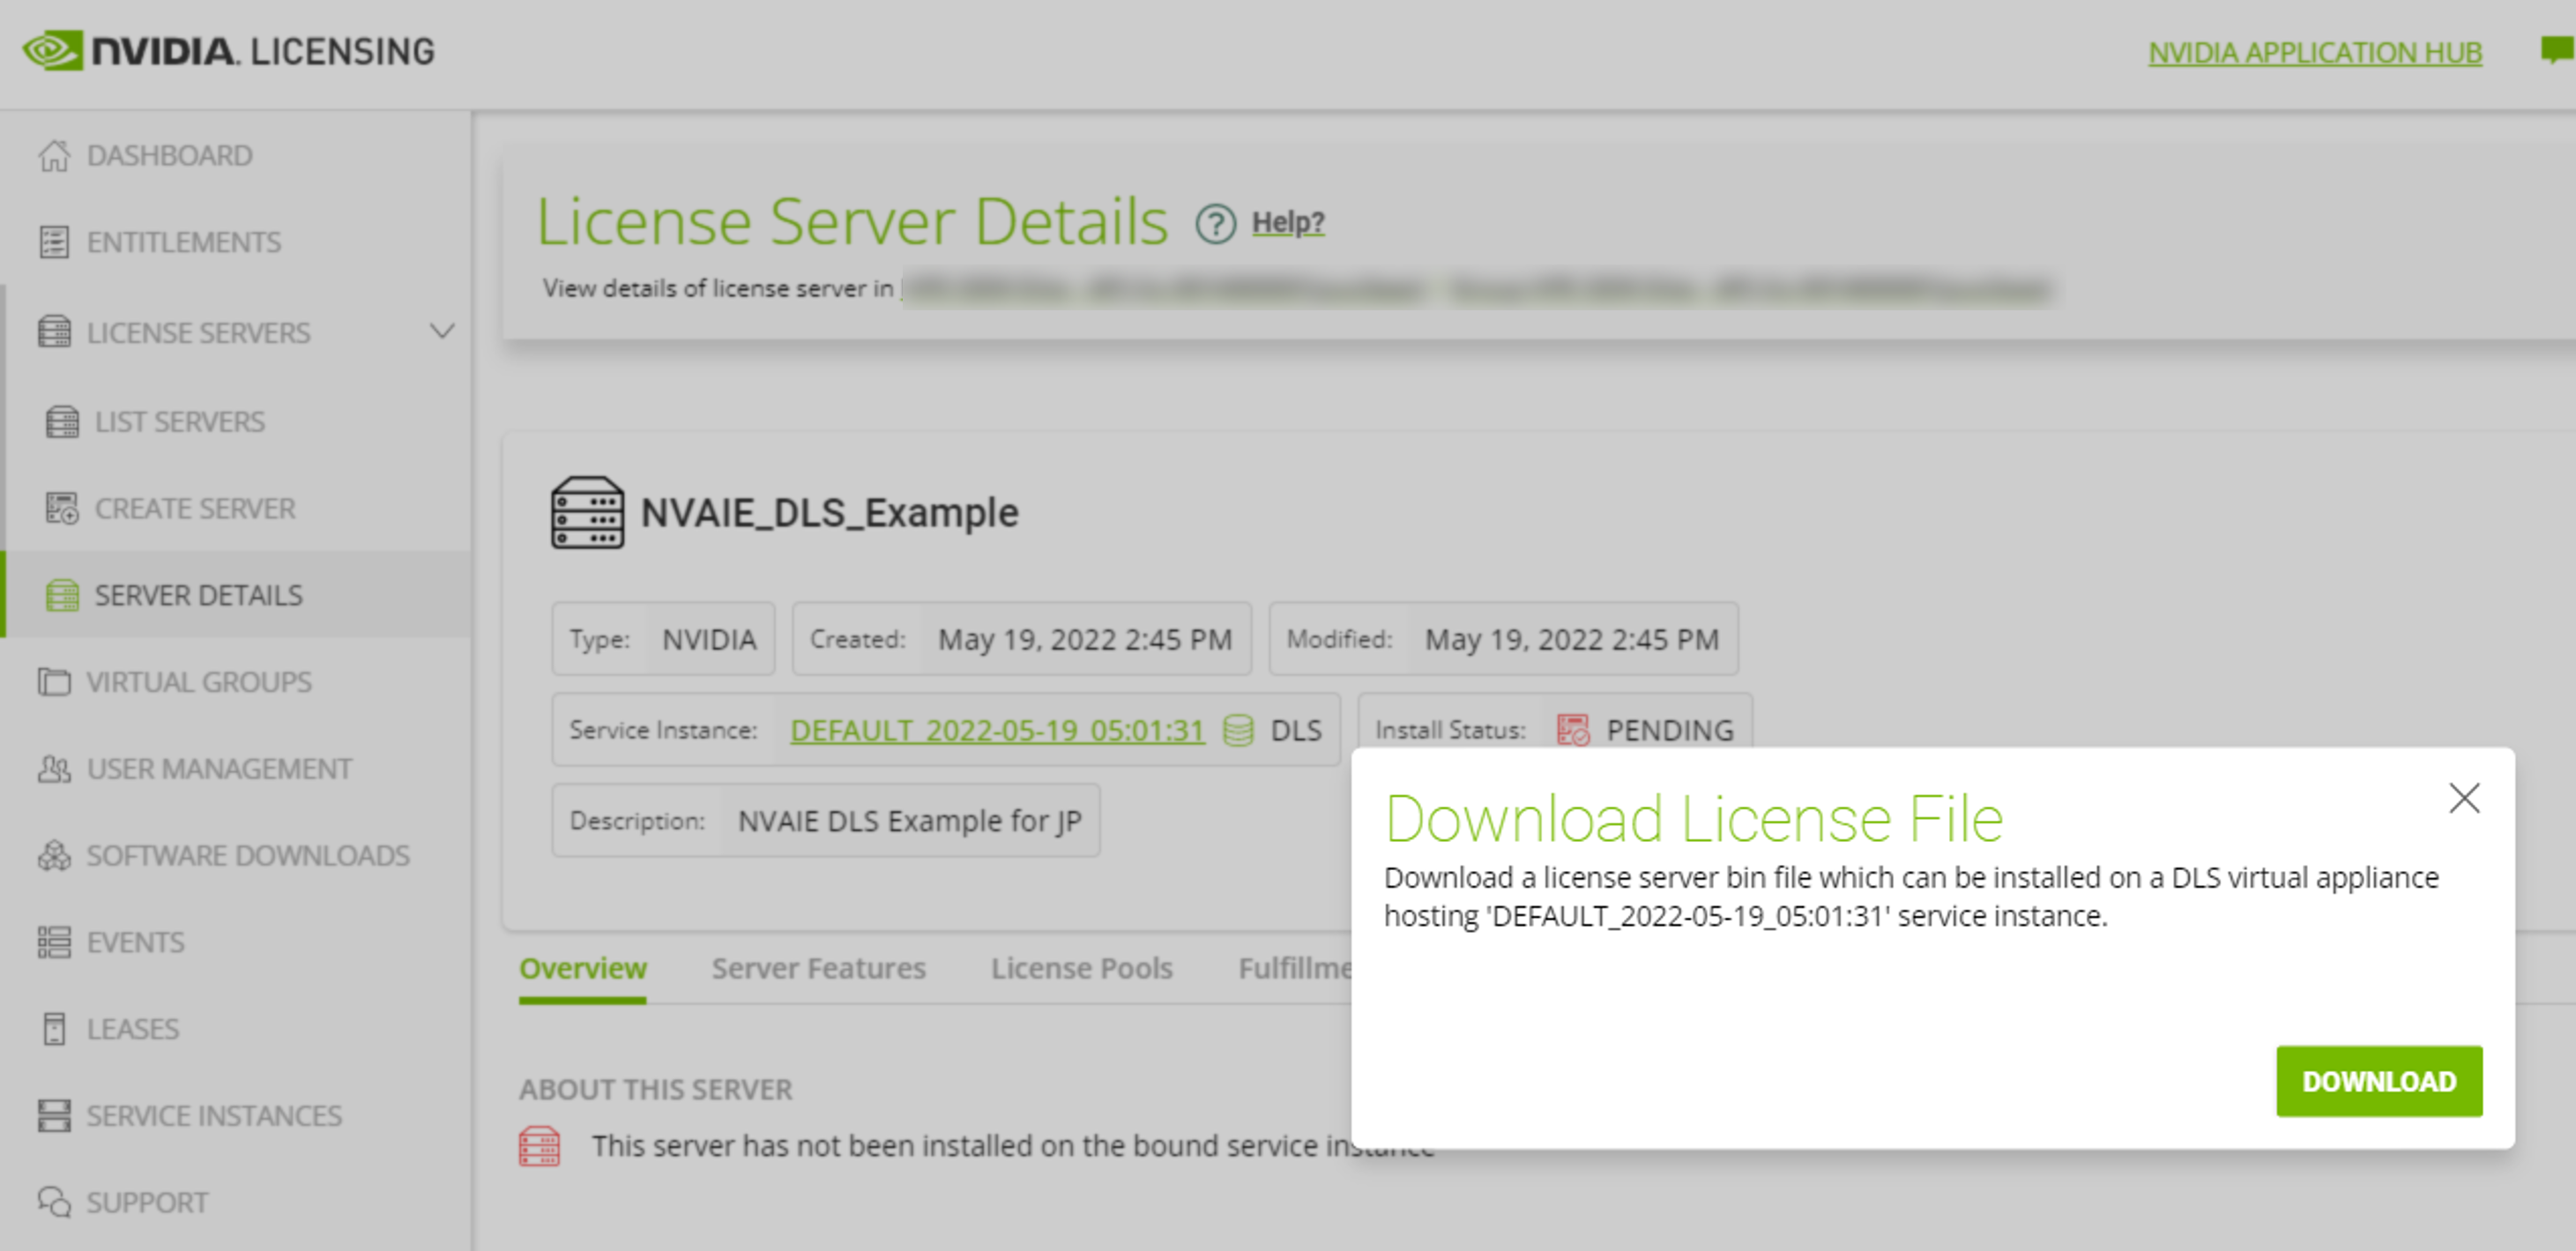 NVIDIA. LICENSING
NVIDIA APPLICATION HUB
DASHBOARD
ENTITLEMENTS
LICENSE SERVERS
LIST SERVERS
CREATE SERVER
SERVER DETAILS
VIRTUAL GROUPS
USER MANAGEMENT
SOFTWARE DOWNLOADS
EVENTS
LEASES
SERVICE INSTANCES
SUPPORT
License Server Details ? Help?
View details of license server in
NVAIE_DLS_Example
Type: NVIDIA Created: May 19, 2022 2:45 PM Modified: May 19, 2022 2:45 PM
Service Instance: DEFAULT_2022-05-19_05:01:31 DLS Install Status: PENDING
Description: NVAIE DLS Example for JP
Overview Server Features License Pools Fulfillme
ABOUT THIS SERVER
This server has not been installed on the bound service instance
Download License File
Download a license server bin file which can be installed on a DLS virtual appliance
hosting 'DEFAULT_2022-05-19_05:01:31' service instance.
DOWNLOAD